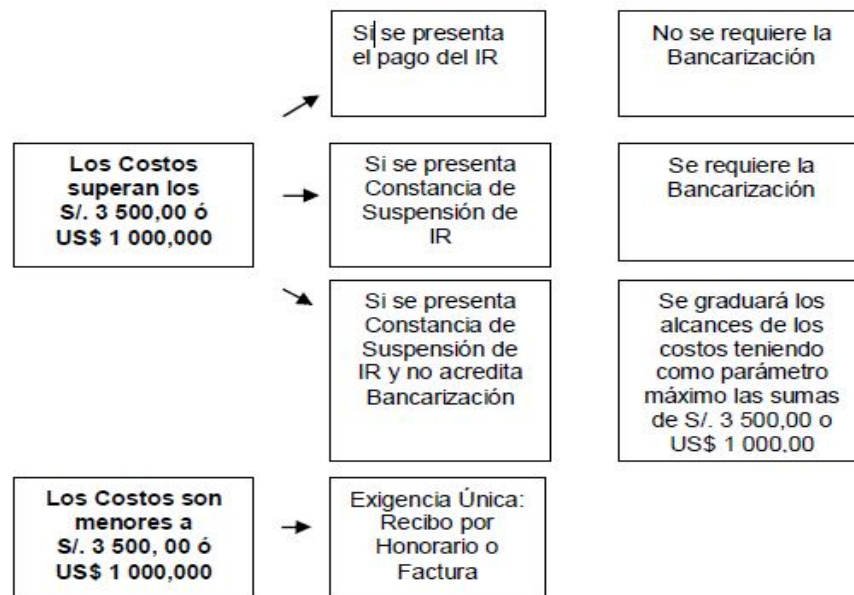 Si se presenta
el pago del IR
No se requiere la
Bancarización
Los Costos
superan los
S/. 3 500,00 ó
US$ 1 000,000
Si se presenta
Constancia de
Suspensión de
IR
Se requiere la
Bancarización
Si se presenta
Constancia de
Suspensión de
IR y no acredita
Bancarización
Se graduará los
alcances de los
costos teniendo
como parámetro
máximo las sumas
de S/. 3 500,00 o
US$ 1 000.00
Los Costos son
menores a
S/. 3 500, 00 ó
US$ 1 000,000
Exigencia Única:
Recibo por
Honorario o
Factura